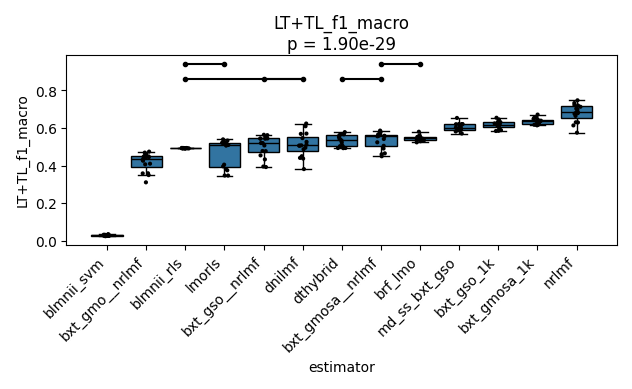 LT+TL_f1_macro
p = 1.90e-29
LT+TL_f1_macro
0.8
0.6
0.4
0.2
0.0
blmnii_svm
bxt_gmo__nrlmf
blmnii_rls
lmorls
bxt_gso__nrlmf
dnilmf
dthybrid
bxt_gmosa__nrlmf
brf_lmo
md_ss_bxt_gso
bxt_gso_1k
bxt_gmosa_1k
nrlmf
estimator